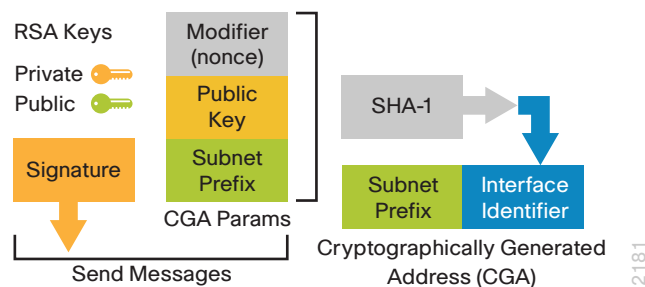 RSA Keys
Private
Public
Signature
Modifier
(nonce)
Public
Key
Subnet
Prefix
CGA Params
Send Messages
SHA-1
Subnet
Prefix
Interface
Identifier
Cryptographically Generated
Address (CGA)
2181